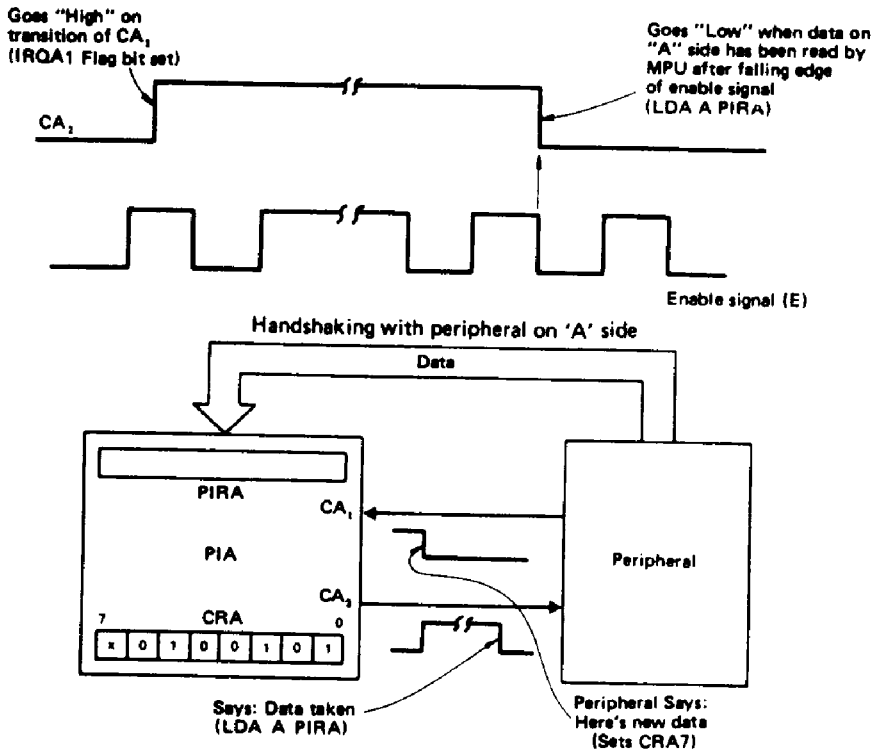 Goes "High" on
transition of CA₁
(IRQA1 Flag bit set)
Goes "Low" when data on
"A" side has been read by
MPU after falling edge
of enable signal
(LDA A PIRA)
CA₂
Enable signal (E)
Handshaking with peripheral on 'A' side
Data
PIRA
CA₁
PIA
Peripheral
CA₂
7 CRA 0
x 0 1 0 0 1 0 1
Says: Data taken
(LDA A PIRA)
Peripheral Says:
Here's new data
(Sets CRA7)